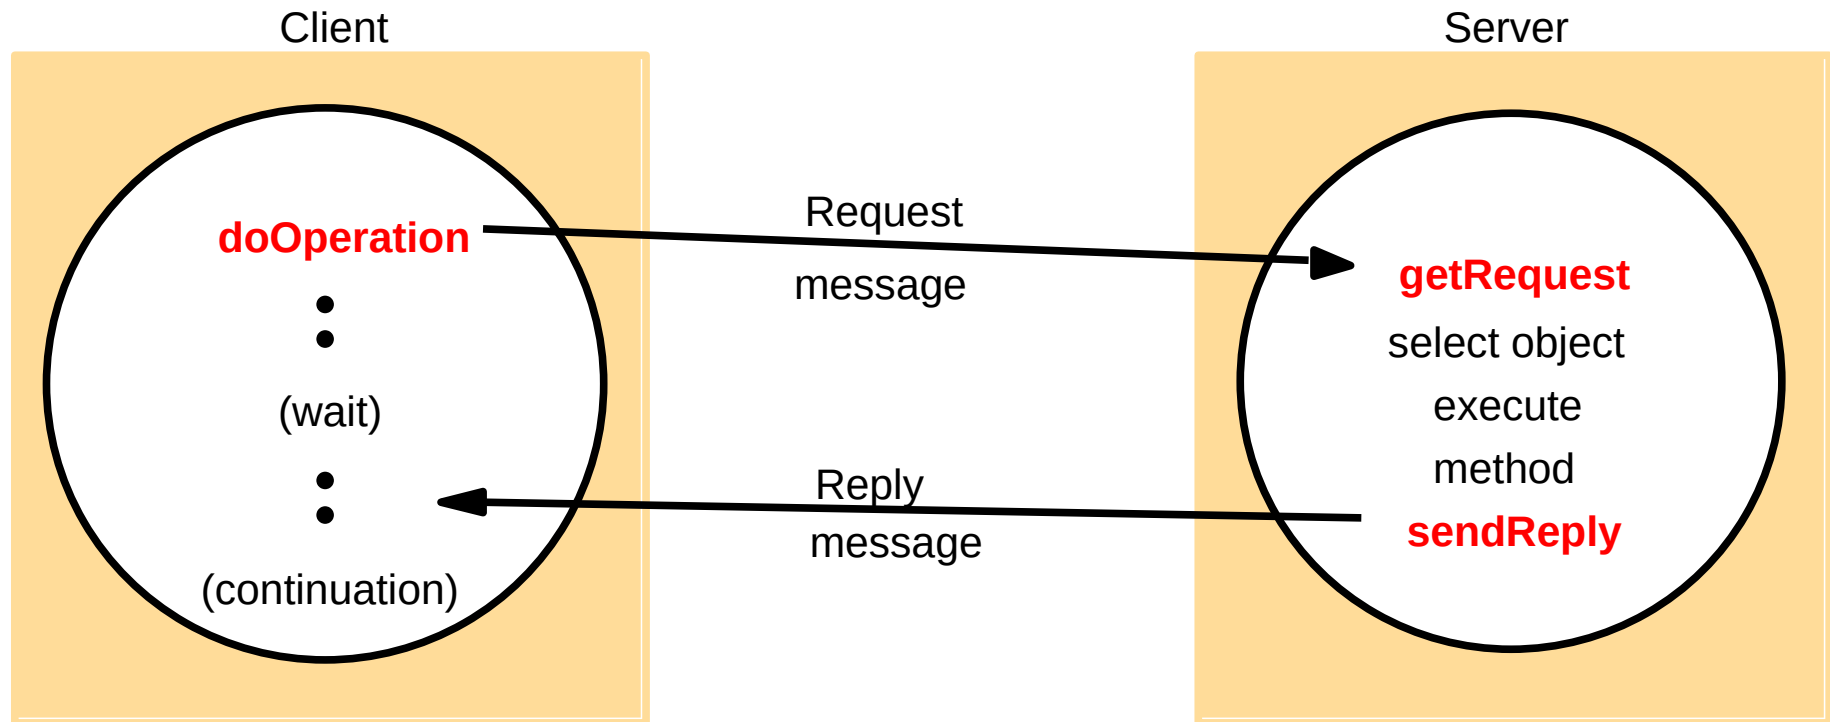 Client
Server
doOperation
(wait)
(continuation)
Request
message
Reply
message
getRequest
select object
execute
method
sendReply